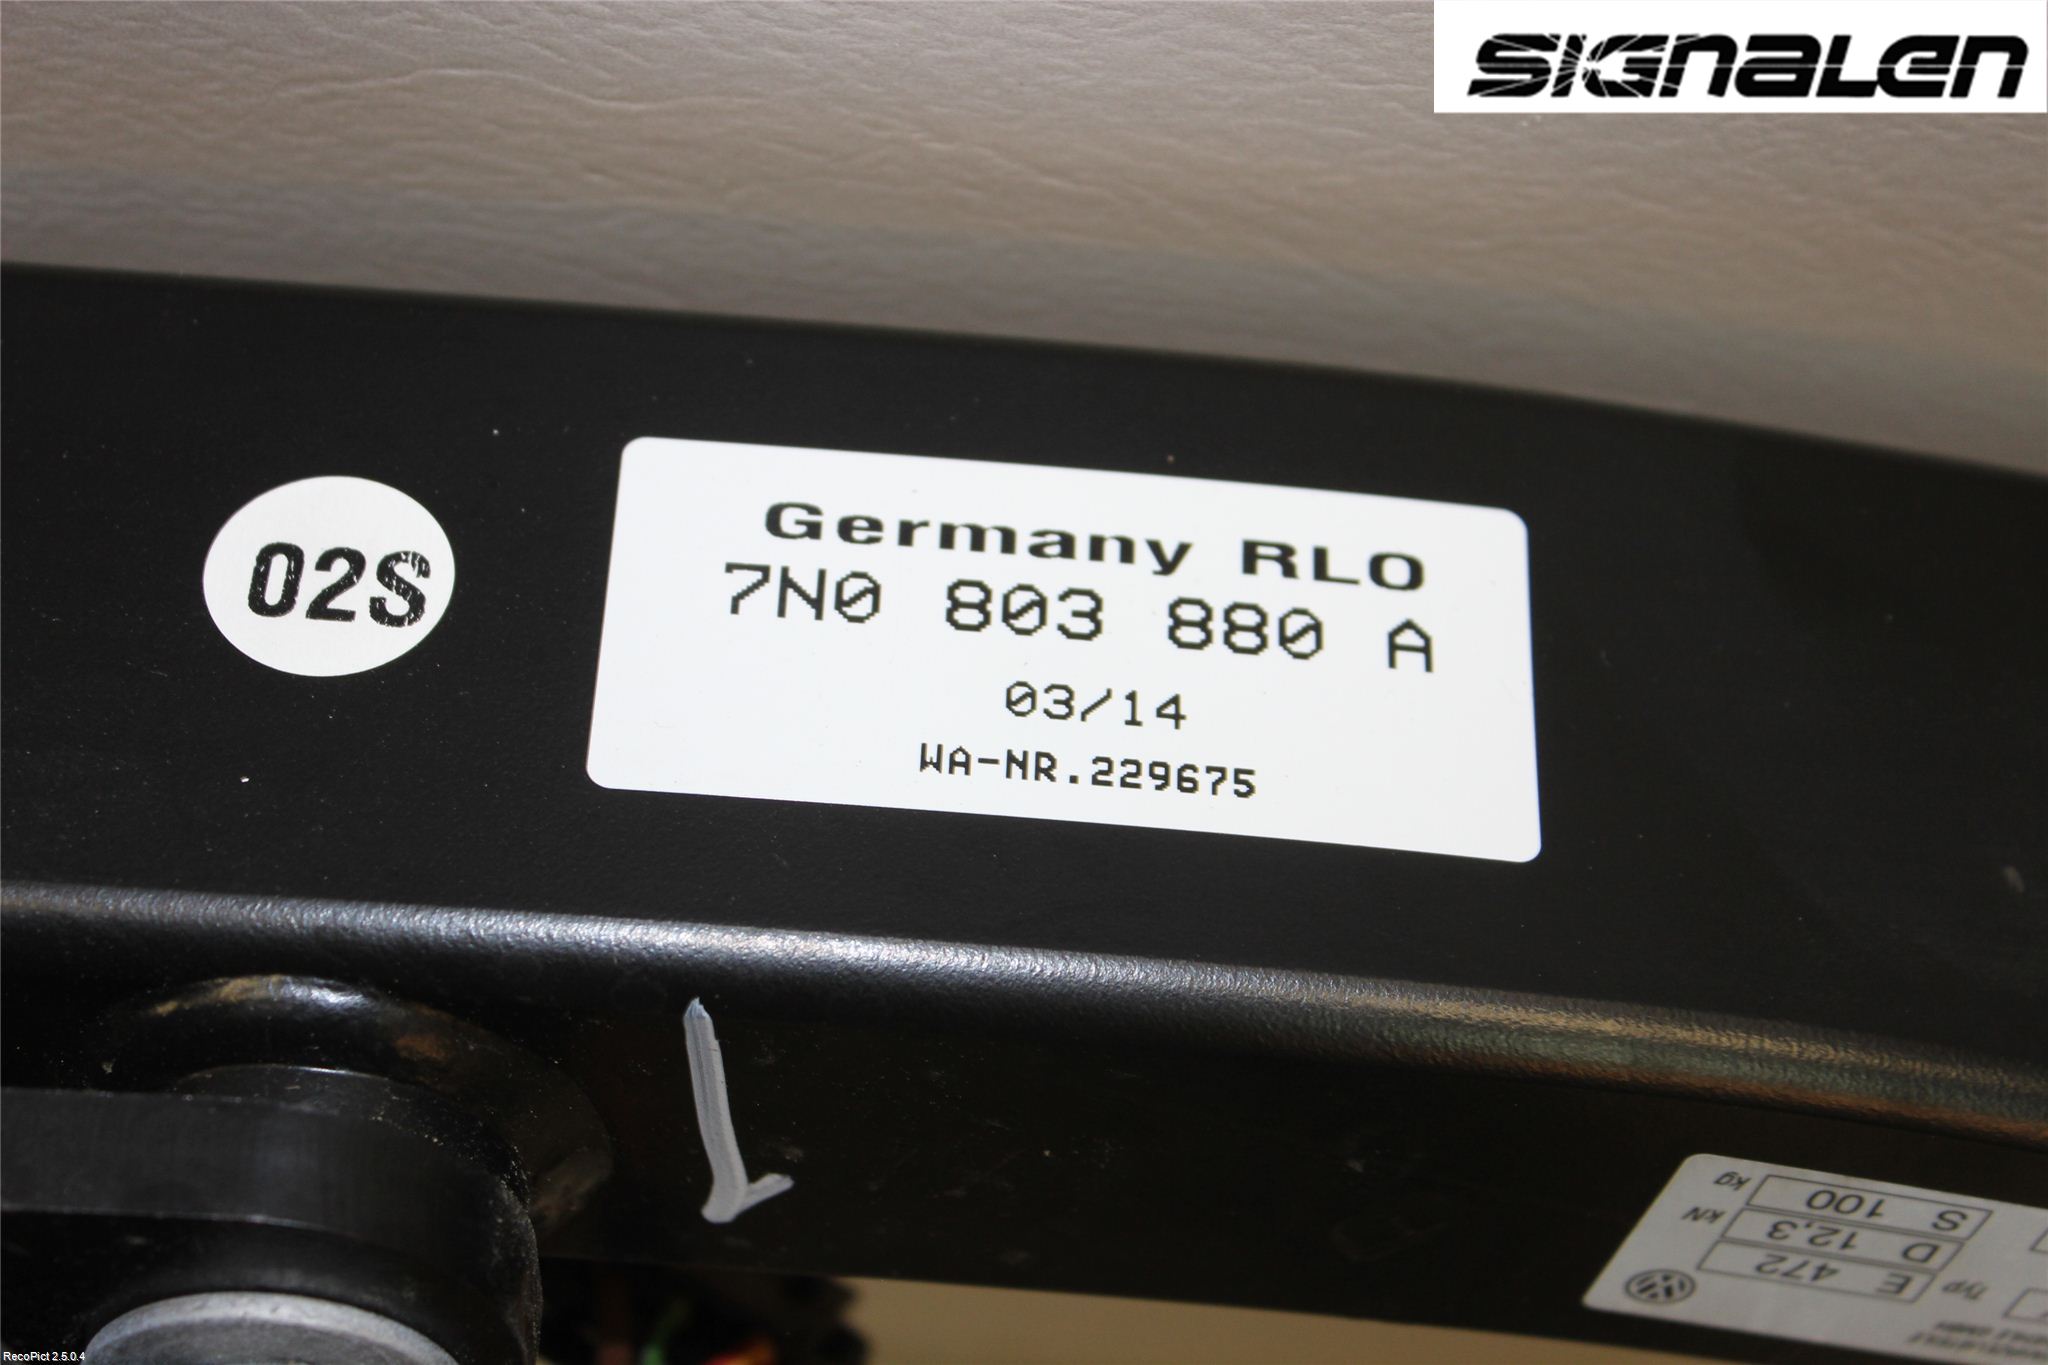 SIGNALEN
02S
Germany RLO
7N0 803 880 A
03/14
WA-NR.229675
Typ E 472
kN D 12,3
kg S 100
RecoPict 2.5.0.4